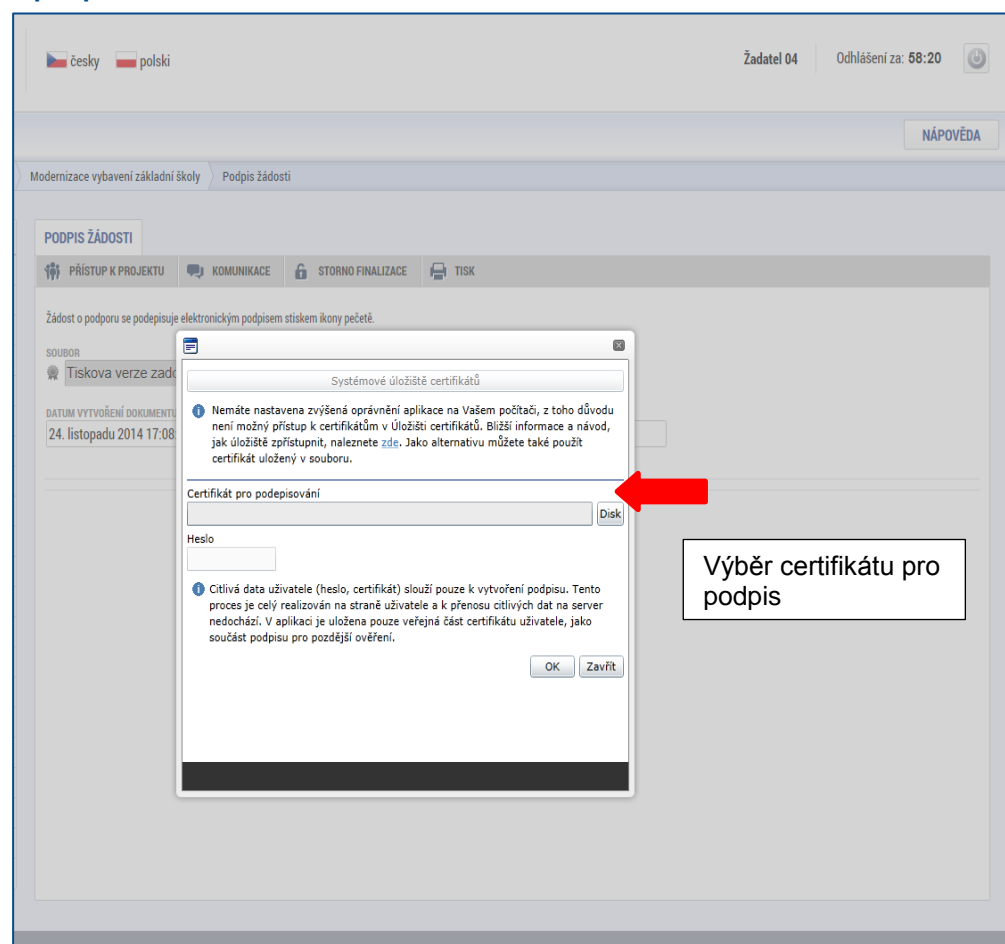 česky polski
Žadatel 04 Odhlášení za: 58:20
NÁPOVĚDA
Modernizace vybavení základní školy Podpis žádosti
PODPIS ŽÁDOSTI
PŘÍSTUP K PROJEKTU KOMUNIKACE STORNO FINALIZACE TISK
Žádost o podporu se podepisuje elektronickým podpisem stiskem ikony pečetě.
SOUBOR
Tiskova verze
DATUM VYTVOŘENÍ DOKUMENTU
24. listopadu 2014 17:08
Systémové úložiště certifikátů
Nemáte nastavena zvýšená oprávnění aplikace na Vašem počítači, z toho důvodu
není možný přístup k certifikátům v Úložišti certifikátů. Bližší informace a návod,
jak úložiště zpřístupnit, naleznete zde. Jako alternativu můžete také použít
certifikát uložený v souboru.
Certifikát pro podepisování
Disk
Heslo
Citlivá data uživatele (heslo, certifikát) slouží pouze k vytvoření podpisu. Tento
proces je celý realizován na straně uživatele a k přenosu citlivých dat na server
nedochází. V aplikaci je uložena pouze veřejná část certifikátu uživatele, jako
součást podpisu pro pozdější ověření.
OK Zavřít
Výběr certifikátu pro
podpis